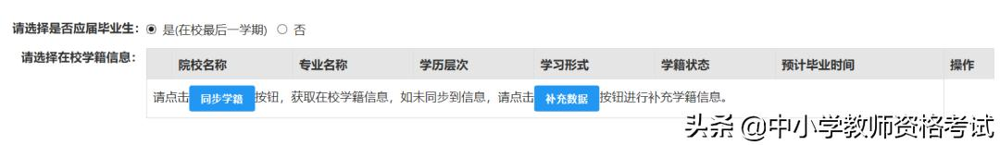 请选择是否应届毕业生： 是(在校最后一学期) 否
请选择在校学籍信息：
院校名称 专业名称 学历层次 学习形式 学籍状态 预计毕业时间 操作
请点击 同步学籍 按钮，获取在校学籍信息，如未同步到信息，请点击 补充数据 按钮进行补充学籍信息。
头条 @中小学教师资格考试